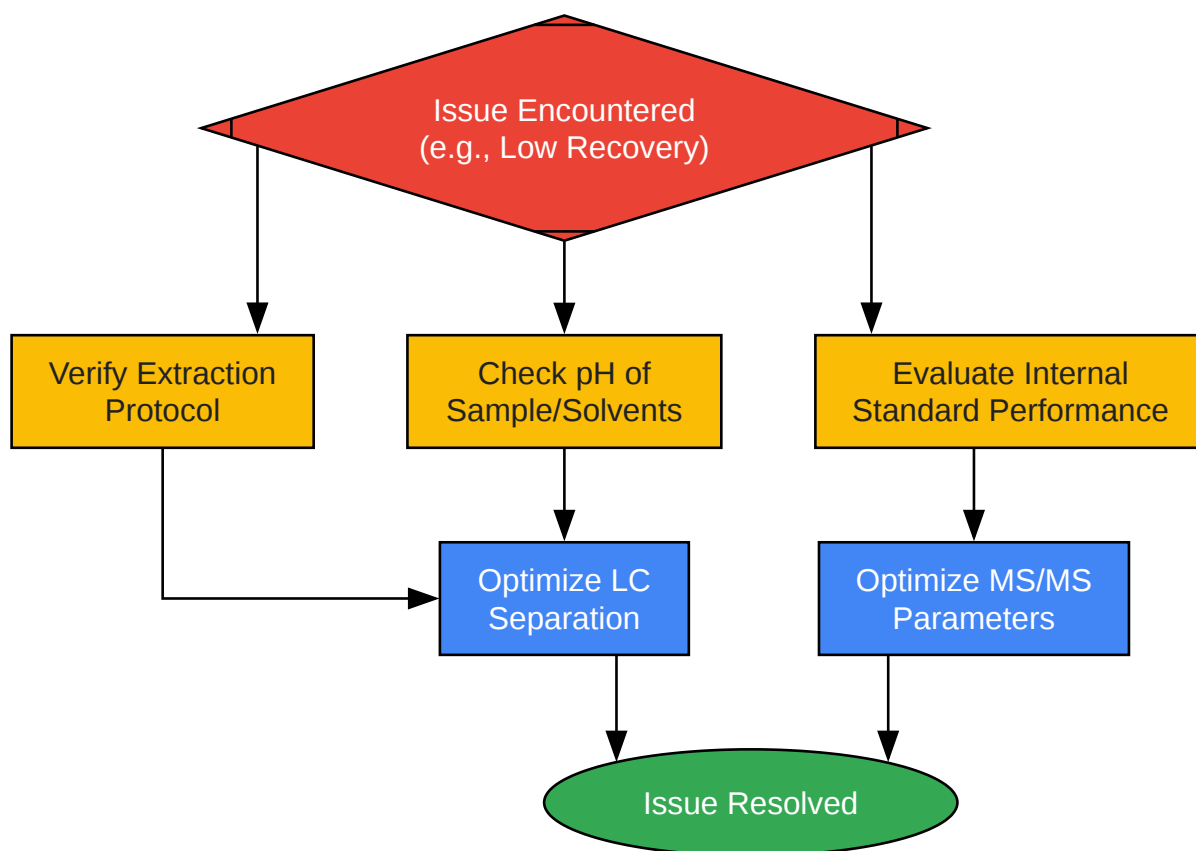 Issue Encountered
(e.g., Low Recovery)
Verify Extraction
Protocol
Check pH of
Sample/Solvents
Evaluate Internal
Standard Performance
Optimize LC
Separation
Optimize MS/MS
Parameters
Issue Resolved